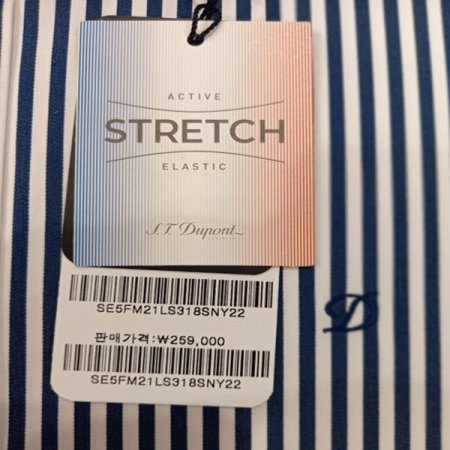 ACTIVE
STRETCH
ELASTIC
S.T. Dupont
SE5FM21LS318SNY22
판매가격:₩259,000
SE5FM21LS318SNY22
D